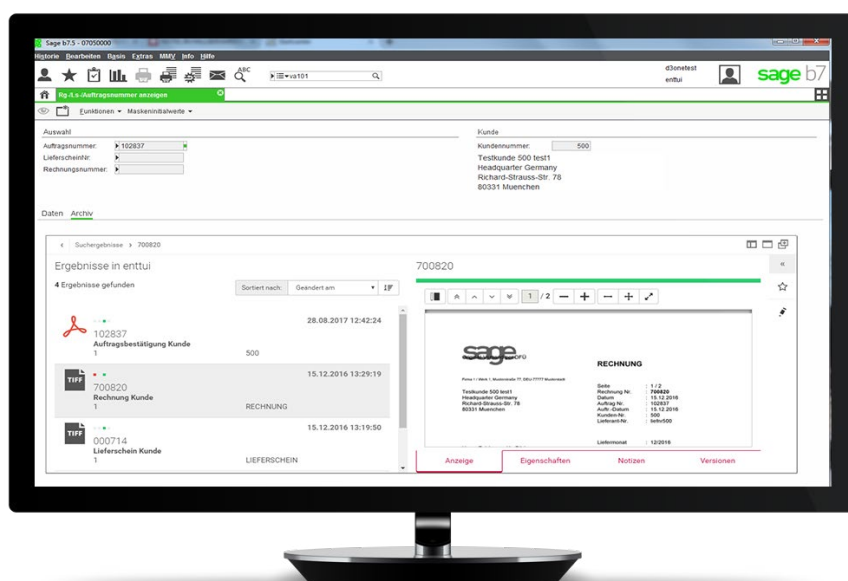 Sage b7.5 - 07050000
Historie Bearbeiten Basis Extras MMV Info Hilfe
ABC
va101
d3onetest
enttui
sage b7
Rg-/Ls-/Auftragsnummer anzeigen
Funktionen Maskeninitialwerte
Auswahl
Auftragsnummer: 102837
LieferscheinNr:
Rechnungsnummer:
Kunde
Kundennummer: 500
Testkunde 500 test1
Headquarter Germany
Richard-Strauss-Str. 78
80331 Muenchen
Daten Archiv
Suchergebnisse 700820
Ergebnisse in enttui
4 Ergebnisse gefunden
Sortiert nach: Geändert am
28.08.2017 12:42:24
102837
Auftragsbestätigung Kunde
1 500
15.12.2016 13:29:19
TIFF
700820
Rechnung Kunde
1 RECHNUNG
15.12.2016 13:19:50
TIFF
000714
Lieferschein Kunde
1 LIEFERSCHEIN
700820
1 / 2
sage
RECHNUNG
Testkunde 500 test1
Headquarter Germany
Richard-Strauss-Str. 78
80331 Muenchen
Seite : 1 / 2
Rechnung Nr. : 700820
Datum : 15.12.2016
Auftrag Nr. : 102837
Auftr.-Datum : 15.12.2016
Kunden-Nr. : 500
Lieferant-Nr. : liefnr500
Liefermonat : 12/2016
Anzeige Eigenschaften Notizen Versionen